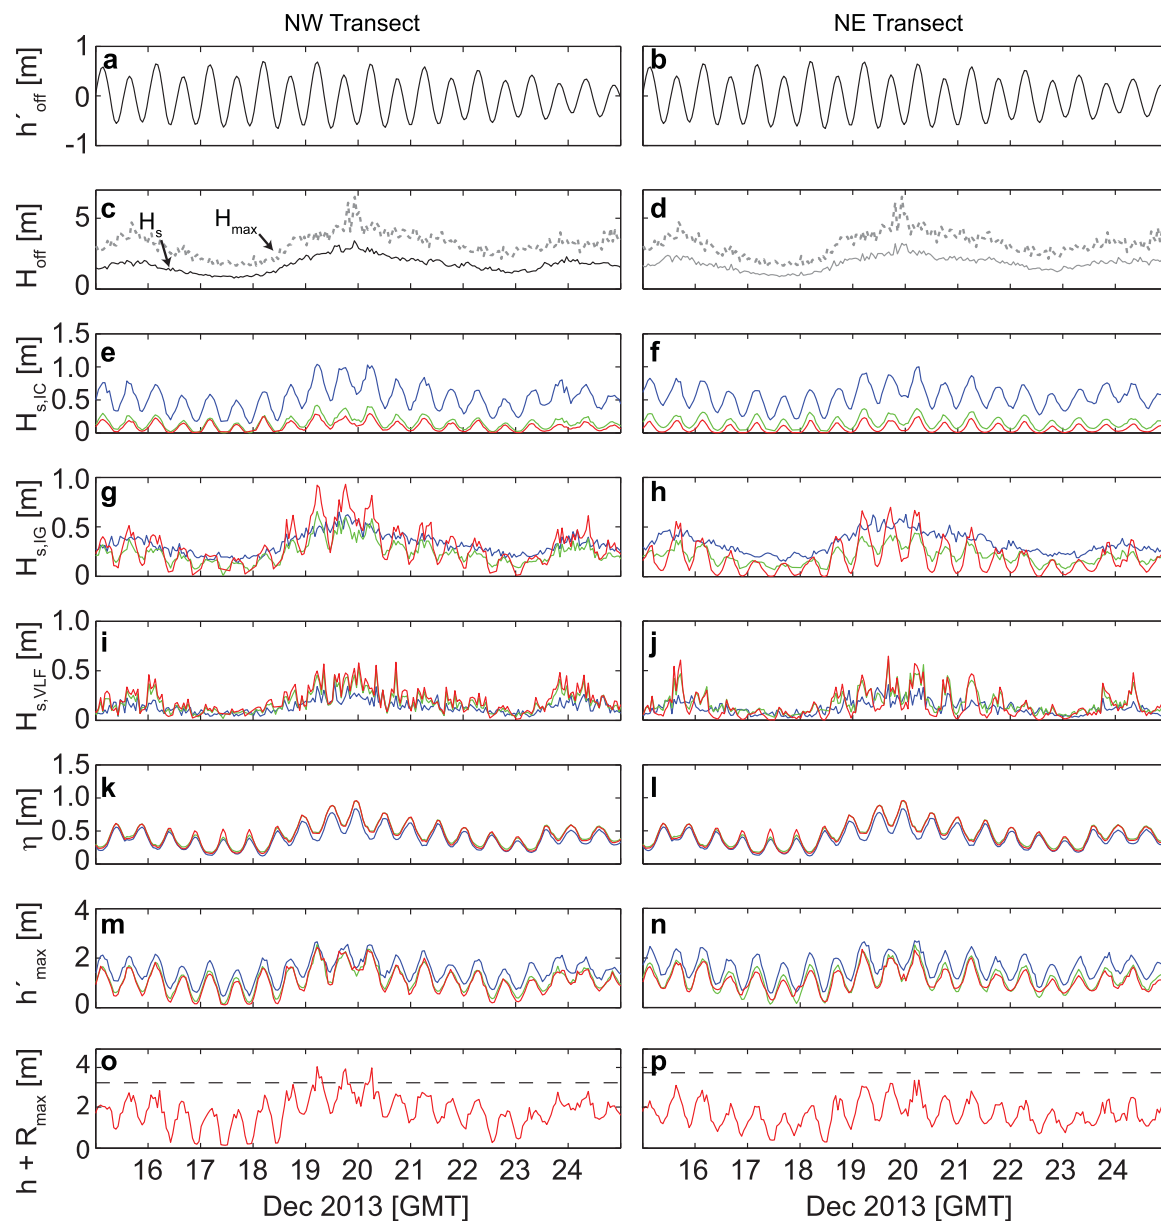 NW Transect NE Transect
h′off [m] 1 0 -1 a b
Hoff [m] 5 0 c Hs Hmax d
Hs,IC [m] 1.5 1.0 0.5 0 e f
Hs,IG [m] 1.0 0.5 0 g h
Hs,VLF [m] 1.0 0.5 0 i j
η [m] 1.5 1.0 0.5 0 k l
h′max [m] 4 2 0 m n
h + Rmax [m] 4 2 0 o p
16 17 18 19 20 21 22 23 24 16 17 18 19 20 21 22 23 24
Dec 2013 [GMT] Dec 2013 [GMT]